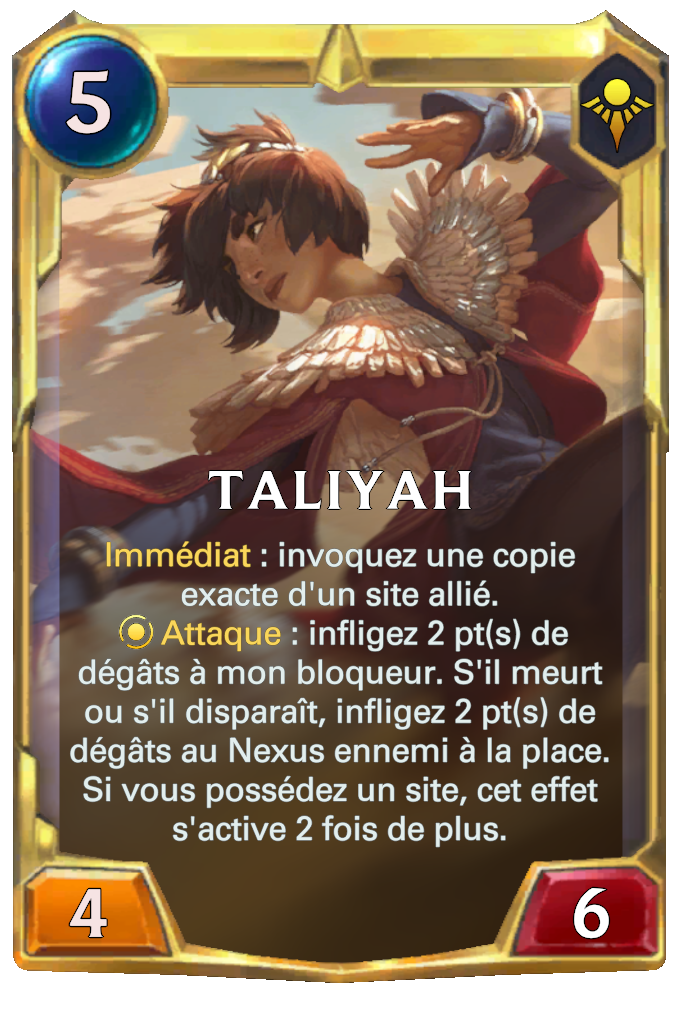 5
TALIYAH
Immédiat : invoquez une copie
exacte d'un site allié.
Attaque : infligez 2 pt(s) de
dégâts à mon bloqueur. S'il meurt
ou s'il disparaît, infligez 2 pt(s) de
dégâts au Nexus ennemi à la place.
Si vous possédez un site, cet effet
s'active 2 fois de plus.
4
6